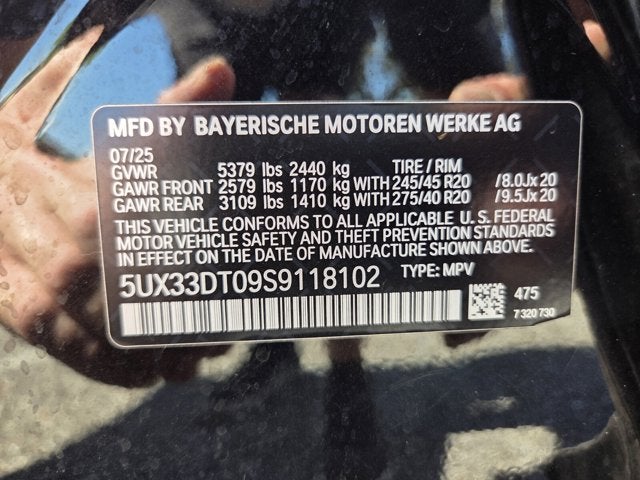 MFD BY BAYERISCHE MOTOREN WERKE AG
07/25
GVWR 5379 lbs 2440 kg TIRE / RIM
GAWR FRONT 2579 lbs 1170 kg WITH 245/45 R20 /8.0Jx20
GAWR REAR 3109 lbs 1410 kg WITH 275/40 R20 /9.5Jx20
THIS VEHICLE CONFORMS TO ALL APPLICABLE U. S. FEDERAL
MOTOR VEHICLE SAFETY AND THEFT PREVENTION STANDARDS
IN EFFECT ON THE DATE OF MANUFACTURE SHOWN ABOVE.
5UX33DT09S9118102 TYPE: MPV
475
7 320 730